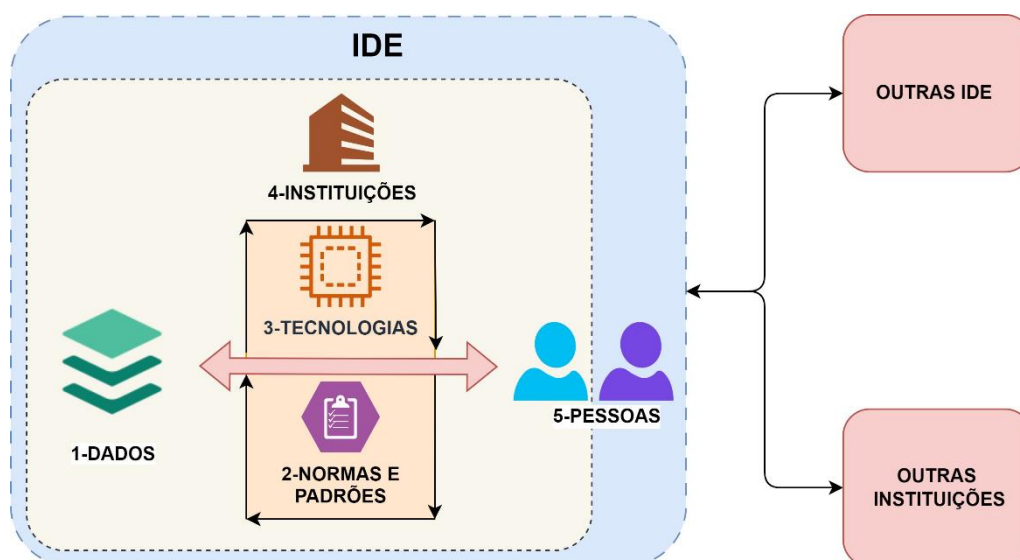 IDE
4-INSTITUIÇÕES
3-TECNOLOGIAS
1-DADOS
2-NORMAS E
PADRÕES
5-PESSOAS
OUTRAS IDE
OUTRAS
INSTITUIÇÕES